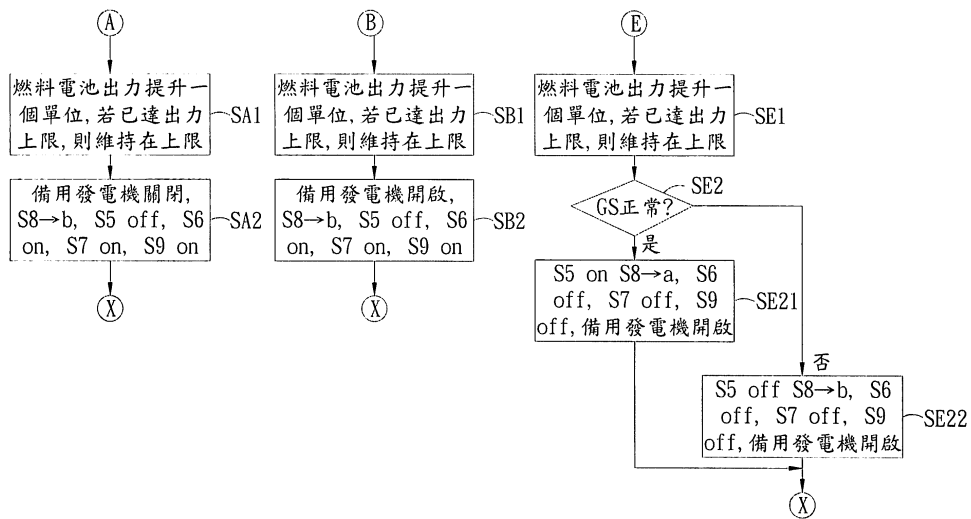 A
燃料電池出力提升一
個單位,若已達出力
上限,則維持在上限
SA1
備用發電機關閉,
S8→b, S5 off, S6
on, S7 on, S9 on
SA2
X
B
燃料電池出力提升一
個單位,若已達出力
上限,則維持在上限
SB1
備用發電機開啟,
S8→b, S5 off, S6
on, S7 on, S9 on
SB2
X
E
燃料電池出力提升一
個單位,若已達出力
上限,則維持在上限
SE1
GS正常?
SE2
是
S5 on S8→a, S6
off, S7 off, S9
off,備用發電機開啟
SE21
否
S5 off S8→b, S6
off, S7 off, S9
off,備用發電機開啟
SE22
X